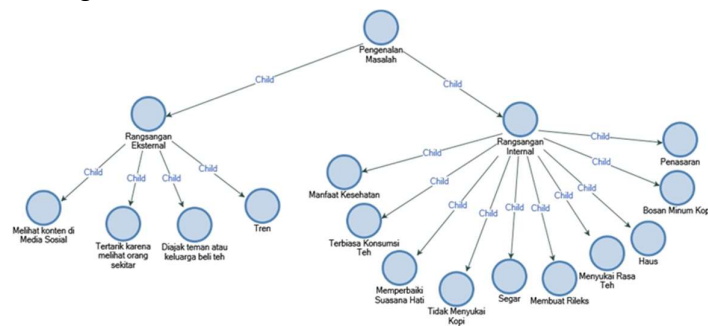 Pengenalan
Masalah
Child
Child
Rangsangan
Eksternal
Rangsangan
Internal
Child
Child
Child
Child
Melihat konten di
Media Sosial
Tertarik karena
melihat orang
sekitar
Diajak teman atau
keluarga beli teh
Tren
Child
Child
Child
Child
Child
Child
Child
Child
Child
Child
Manfaat Kesehatan
Terbiasa Konsumsi
Teh
Memperbaiki
Suasana Hati
Tidak Menyukai
Kopi
Segar
Membuat Rileks
Menyukai Rasa
Teh
Haus
Bosan Minum Kopi
Penasaran